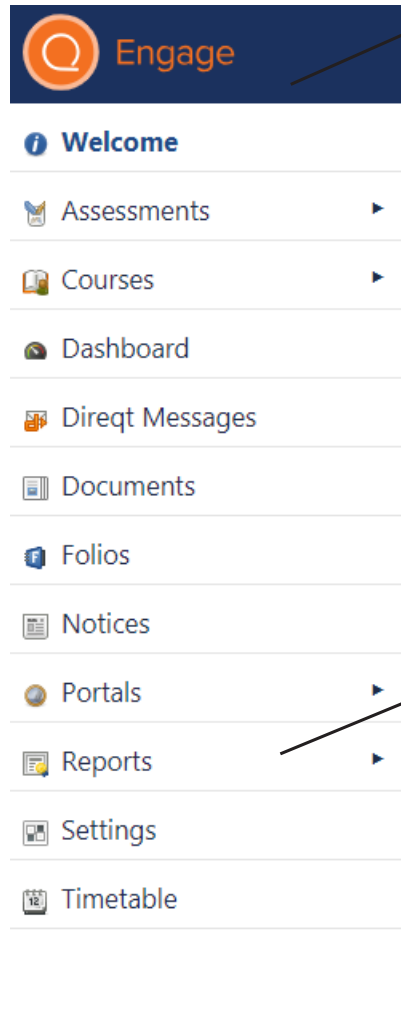 Engage
Welcome
Assessments
Courses
Dashboard
Direqt Messages
Documents
Folios
Notices
Portals
Reports
Settings
Timetable